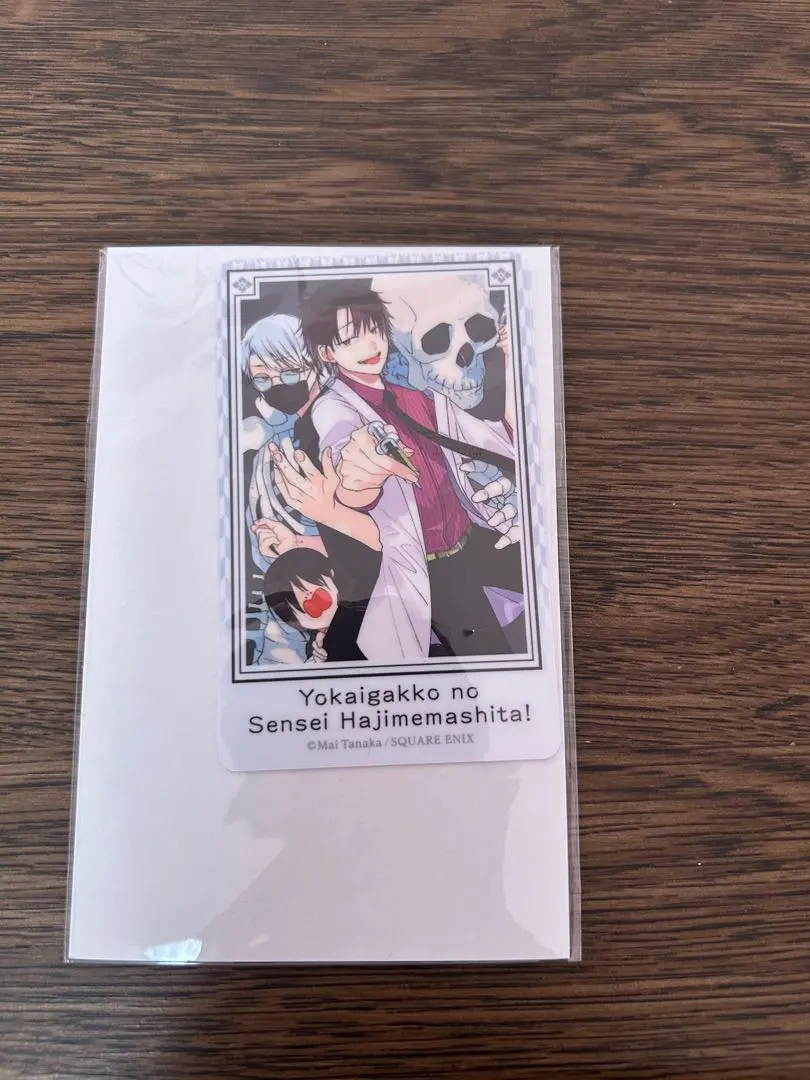 Yokaigakko no
Sensei Hajimemashita!
©Mai Tanaka/SQUARE ENIX